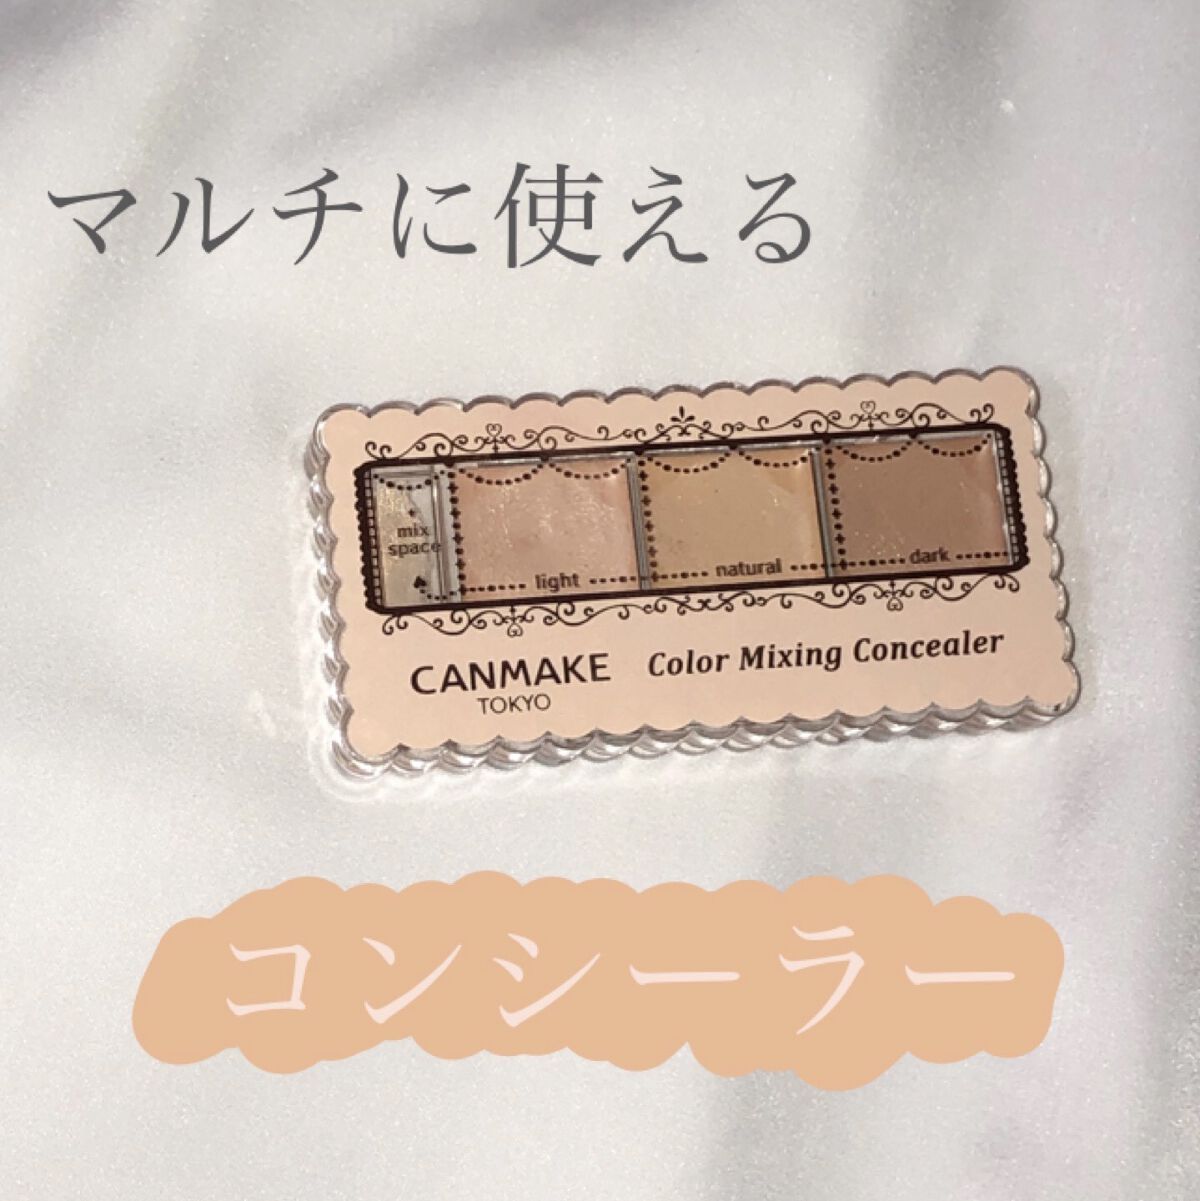 マルチに使える
mix
space
light
natural
dark
CANMAKE
TOKYO
Color Mixing Concealer
コンシーラー